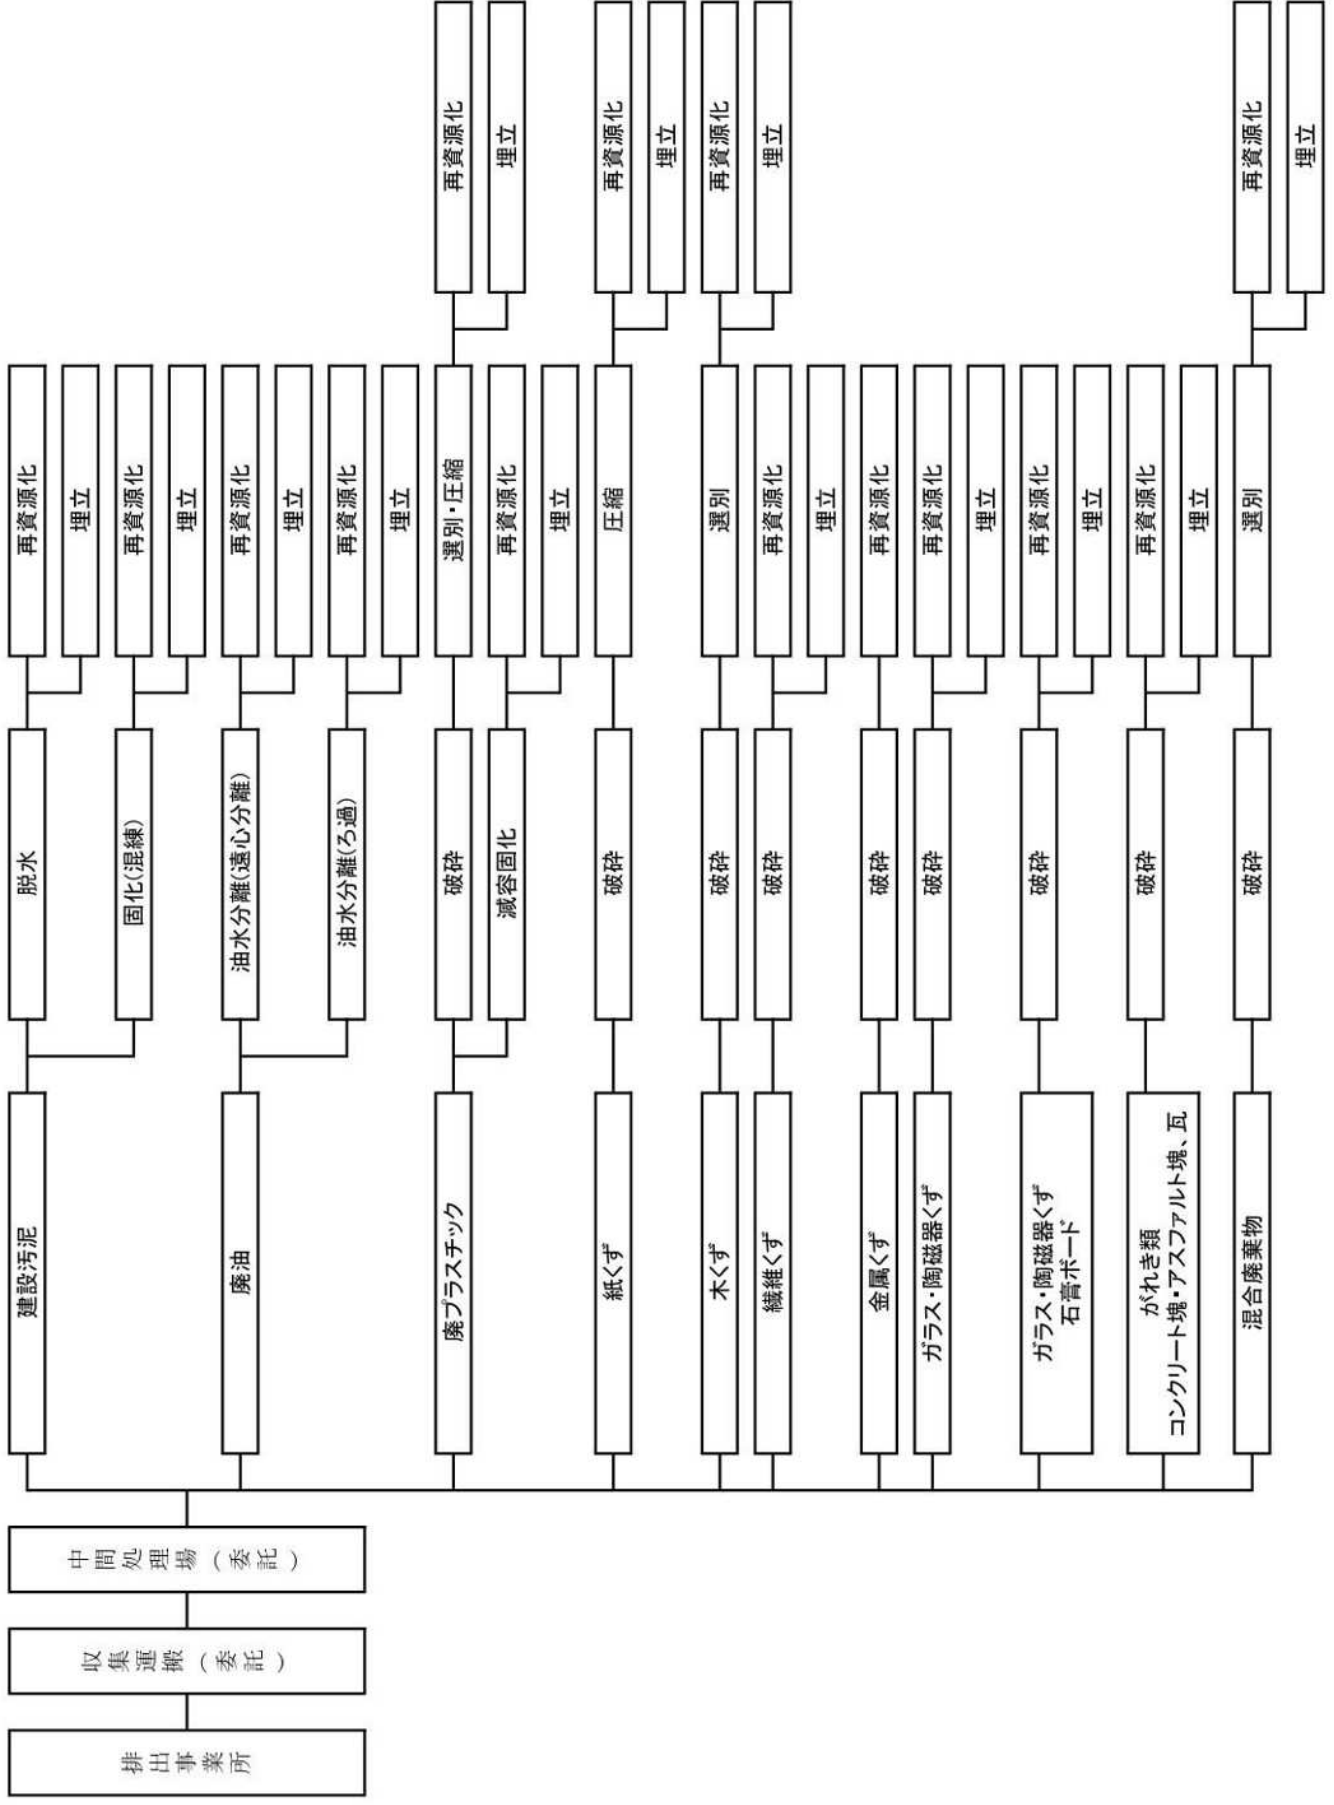 排出事業所
収集運搬(委託)
中間処理場(委託)
建設汚泥
脱水
再資源化
埋立
固化(混練)
再資源化
埋立
廃油
油水分離(遠心分離)
再資源化
埋立
油水分離(ろ過)
再資源化
埋立
廃プラスチック
破砕
選別・圧縮
再資源化
埋立
減容固化
再資源化
埋立
紙くず
破砕
圧縮
再資源化
埋立
木くず
破砕
選別
再資源化
埋立
繊維くず
破砕
再資源化
埋立
金属くず
破砕
再資源化
ガラス・陶磁器くず
破砕
再資源化
埋立
ガラス・陶磁器くず
石膏ボード
破砕
再資源化
埋立
がれき類
コンクリート塊・アスファルト塊、瓦
破砕
再資源化
埋立
混合廃棄物
破砕
選別
再資源化
埋立